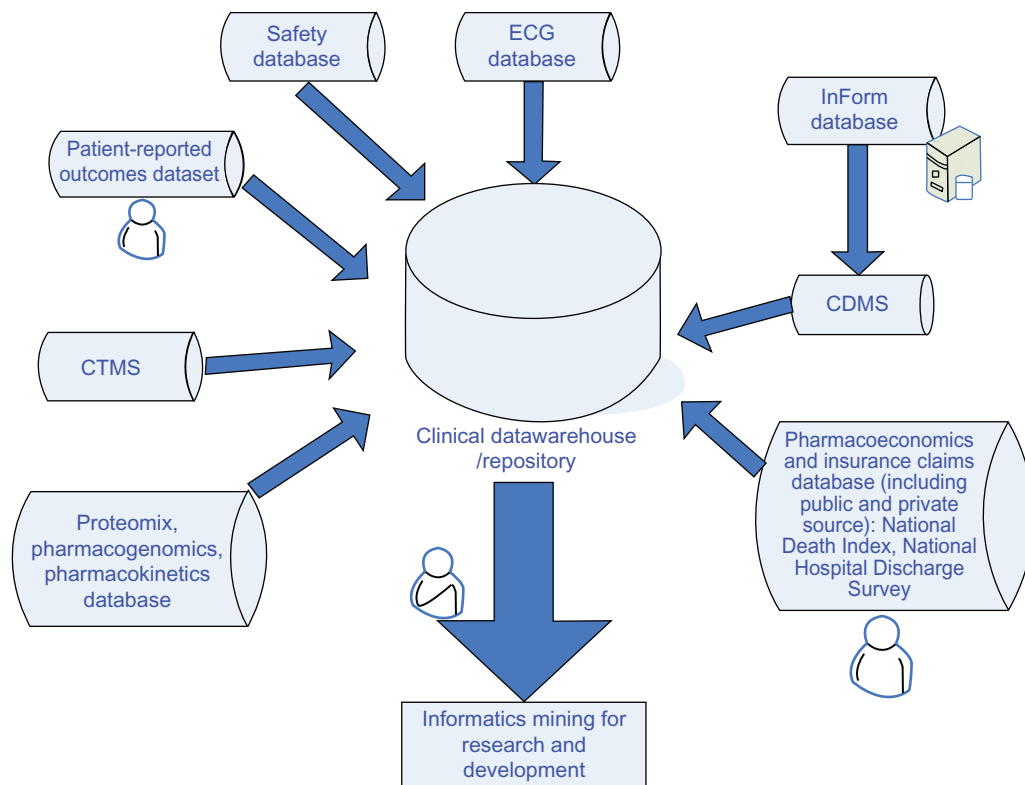 Safety
database
ECG
database
InForm
database
Patient-reported
outcomes dataset
CDMS
CTMS
Clinical datawarehouse
/repository
Pharmacoeconomics
and insurance claims
database (including
public and private
source): National
Death Index, National
Hospital Discharge
Survey
Proteomix,
pharmacogenomics,
pharmacokinetics
database
Informatics mining for
research and
development